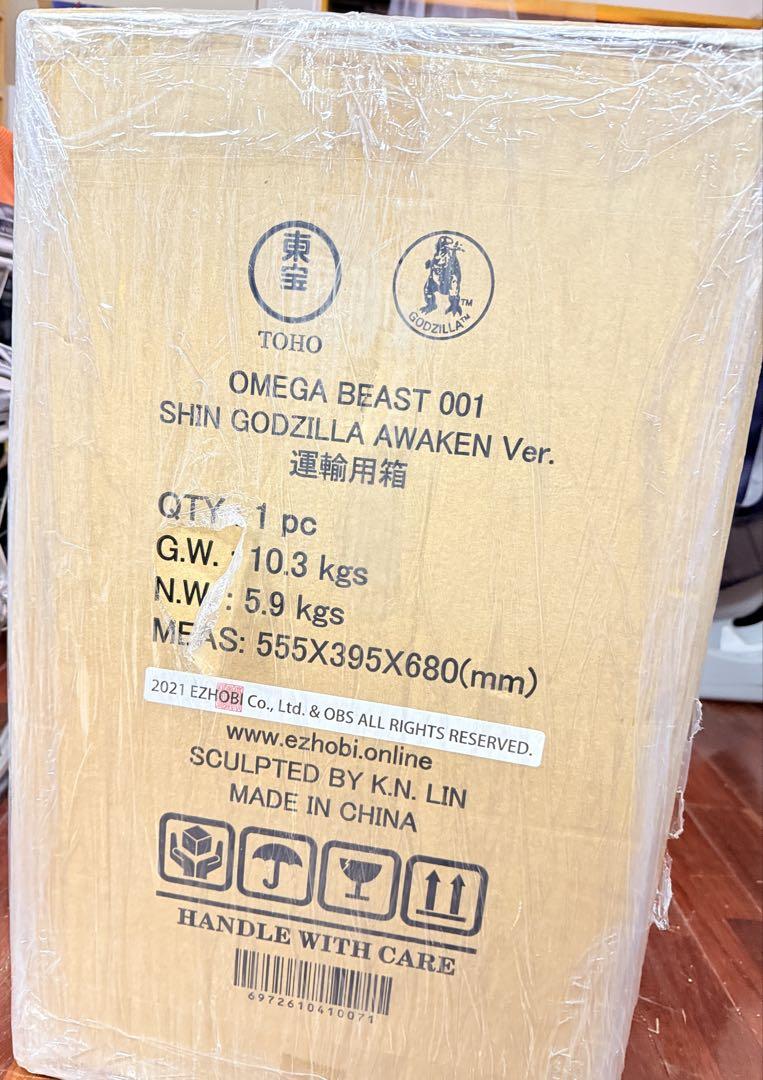 東宝
TOHO
GODZILLA™
TM
OMEGA BEAST 001
SHIN GODZILLA AWAKEN Ver.
運輸用箱
QTY : 1 pc
G.W. : 10.3 kgs
N.W. : 5.9 kgs
MEAS: 555X395X680(mm)
2021 EZHOBI Co., Ltd. & OBS ALL RIGHTS RESERVED.
www.ezhobi.online
SCULPTED BY K.N. LIN
MADE IN CHINA
HANDLE WITH CARE
6972610410071